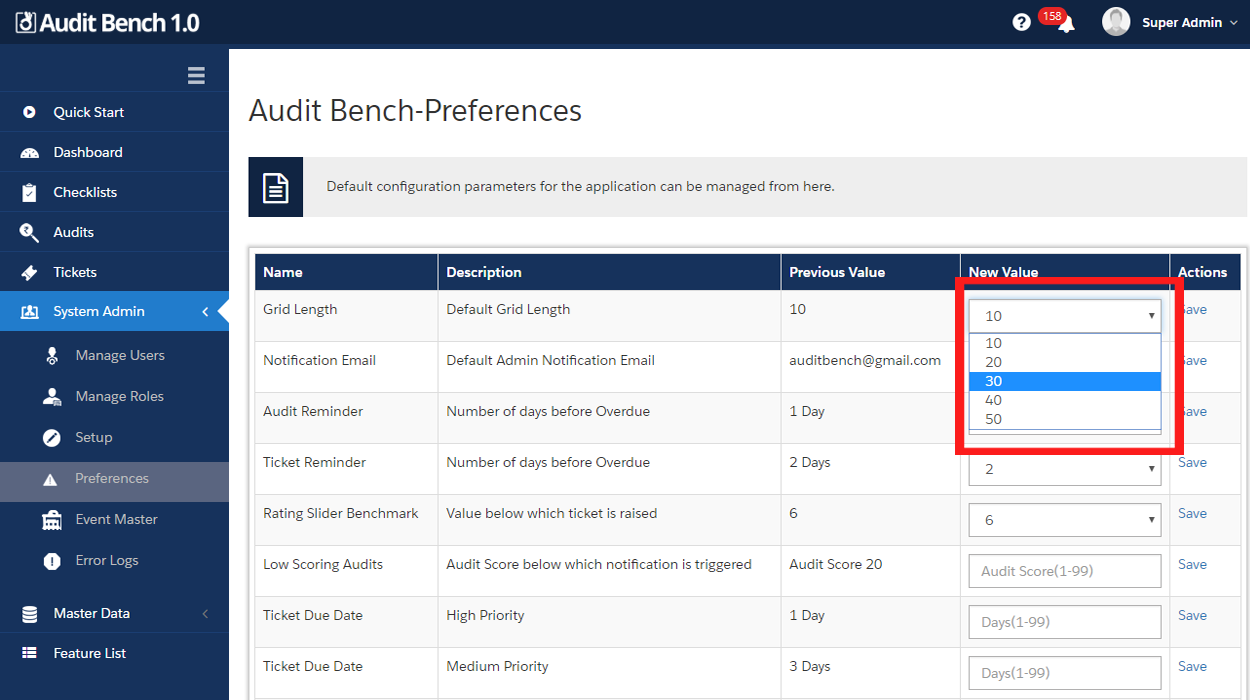 Audit Bench 1.0
158
Super Admin
Quick Start
Dashboard
Checklists
Audits
Tickets
System Admin
Manage Users
Manage Roles
Setup
Preferences
Event Master
Error Logs
Master Data
Feature List
Audit Bench-Preferences
Default configuration parameters for the application can be managed from here.
Name Description Previous Value New Value Actions
Grid Length Default Grid Length 10 10 ave
10
20
30
40
50
Notification Email Default Admin Notification Email auditbench@gmail.com ave
Audit Reminder Number of days before Overdue 1 Day ave
Ticket Reminder Number of days before Overdue 2 Days 2 Save
Rating Slider Benchmark Value below which ticket is raised 6 6 Save
Low Scoring Audits Audit Score below which notification is triggered Audit Score 20 Audit Score(1-99) Save
Ticket Due Date High Priority 1 Day Days(1-99) Save
Ticket Due Date Medium Priority 3 Days Days(1-99) Save